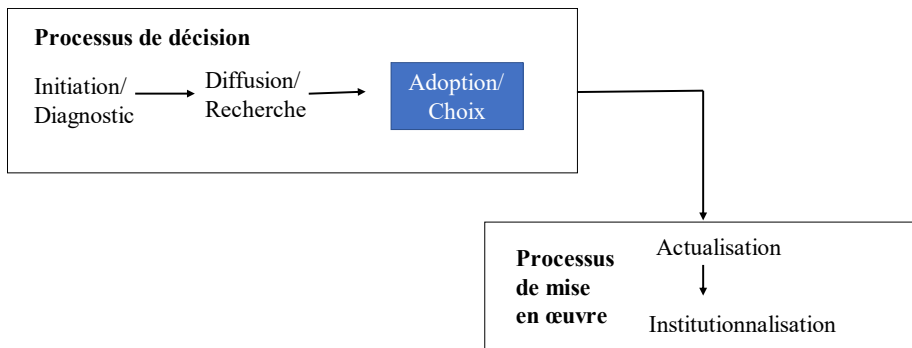 Processus de décision
Initiation/
Diagnostic
Diffusion/
Recherche
Adoption/
Choix
Processus
de mise
en œuvre
Actualisation
Institutionnalisation